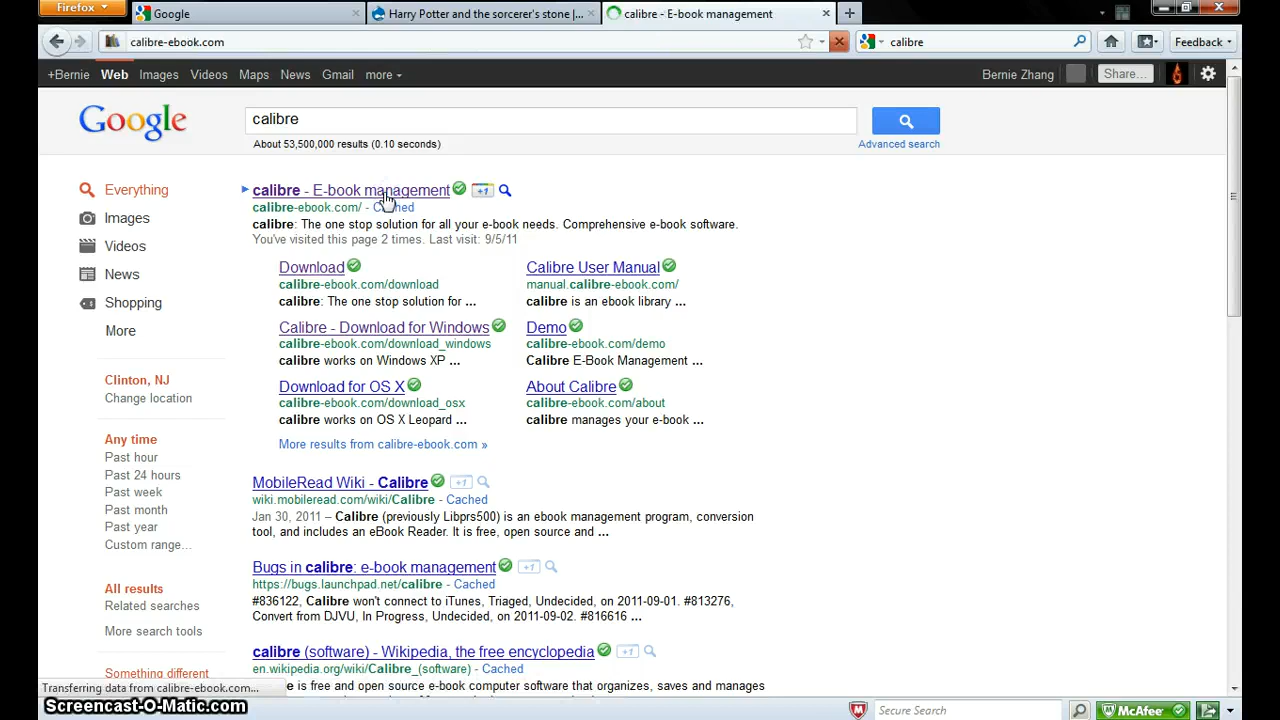 Firefox
Google
Harry Potter and the sorcerer's stone |...
calibre - E-book management
calibre-ebook.com
calibre
Feedback
+Bernie Web Images Videos Maps News Gmail more
Bernie Zhang
Share...
Google
calibre
About 53,500,000 results (0.10 seconds)
Advanced search
Everything
Images
Videos
News
Shopping
More
Clinton, NJ
Change location
Any time
Past hour
Past 24 hours
Past week
Past month
Past year
Custom range...
All results
Related searches
More search tools
Something different
calibre - E-book management
+1
calibre-ebook.com/ - Cached
calibre: The one stop solution for all your e-book needs. Comprehensive e-book software.
You've visited this page 2 times. Last visit: 9/5/11
Download
calibre-ebook.com/download
calibre: The one stop solution for ...
Calibre User Manual
manual.calibre-ebook.com/
calibre is an ebook library ...
Calibre - Download for Windows
calibre-ebook.com/download_windows
calibre works on Windows XP ...
Demo
calibre-ebook.com/demo
Calibre E-Book Management ...
Download for OS X
calibre-ebook.com/download_osx
calibre works on OS X Leopard ...
About Calibre
calibre-ebook.com/about
calibre manages your e-book ...
More results from calibre-ebook.com »
MobileRead Wiki - Calibre
+1
wiki.mobileread.com/wiki/Calibre - Cached
Jan 30, 2011 – Calibre (previously Libprs500) is an ebook management program, conversion
tool, and includes an eBook Reader. It is free, open source and ...
Bugs in calibre: e-book management
+1
https://bugs.launchpad.net/calibre - Cached
#836122, Calibre won't connect to iTunes, Triaged, Undecided, on 2011-09-01. #813276,
Convert from DJVU, In Progress, Undecided, on 2011-09-02. #816616 ...
calibre (software) - Wikipedia, the free encyclopedia
+1
en.wikipedia.org/wiki/Calibre_(software) - Cached
is free and open source e-book computer software that organizes, saves and manages
Transferring data from calibre-ebook.com...
Screencast-O-Matic.com
Secure Search
McAfee